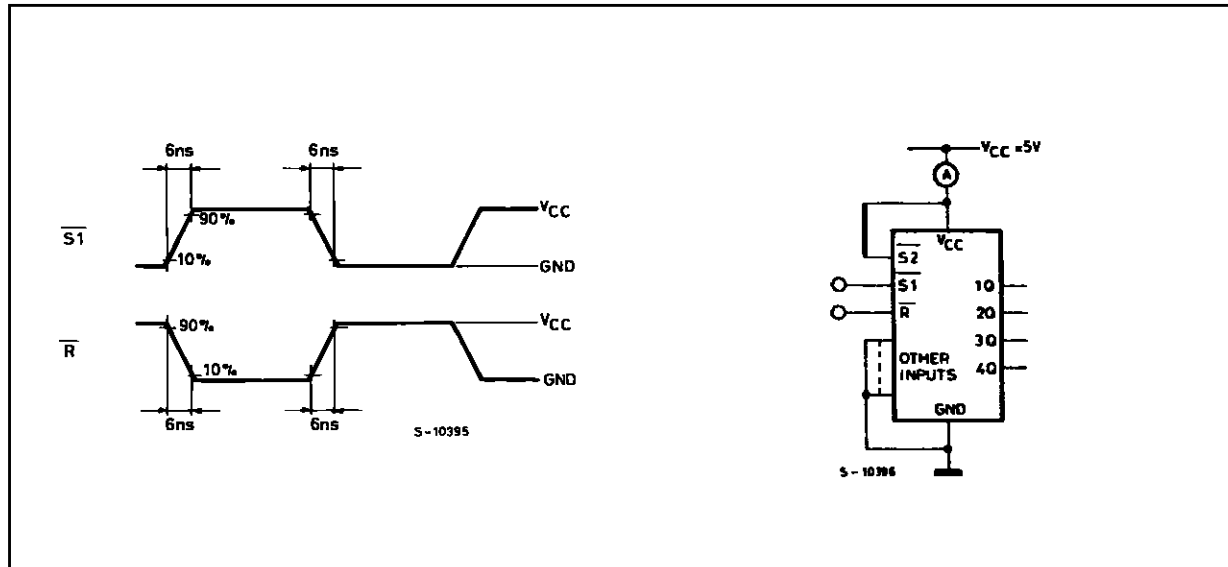 6ns 6ns
S1
90%
10%
VCC
GND
R
90%
10%
VCC
GND
6ns 6ns
S-10395
VCC =5V
A
VCC
S2
S1
R
OTHER
INPUTS
GND
1Q
2Q
3Q
4Q
S-10396